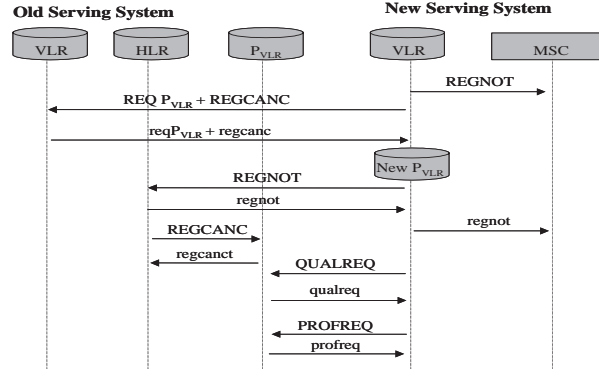 Old Serving System
New Serving System
VLR
HLR
PVLR
VLR
MSC
REGNOT
REQ PVLR + REGCANC
reqPVLR + regcanc
New PVLR
REGNOT
regnot
regnot
REGCANC
regcanct
QUALREQ
qualreq
PROFREQ
profreq